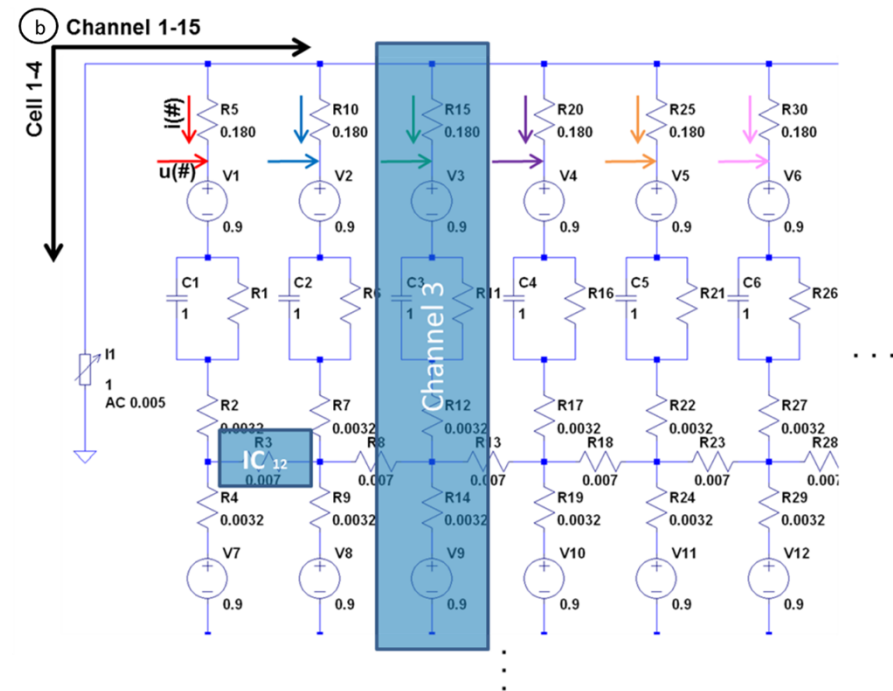 b Channel 1-15
Cell 1-4
i(#)
u(#)
R5 R10 R15 R20 R25 R30
0.180 0.180 0.180 0.180 0.180 0.180
V1 V2 V3 V4 V5 V6
0.9 0.9 0.9 0.9 0.9 0.9
C1 R1 C2 R6 C3 R11 C4 R16 C5 R21 C6 R26
1 1 1 1 1 1
Channel 3
. . .
I1
1
AC 0.005
R2 R7 R12 R17 R22 R27
0.0032 0.0032 0.0032 0.0032 0.0032 0.0032
R3 R8 R13 R18 R23 R28
IC 12
0.007 0.007 0.007 0.007 0.007 0.007
R4 R9 R14 R19 R24 R29
0.0032 0.0032 0.0032 0.0032 0.0032 0.0032
V7 V8 V9 V10 V11 V12
0.9 0.9 0.9 0.9 0.9 0.9